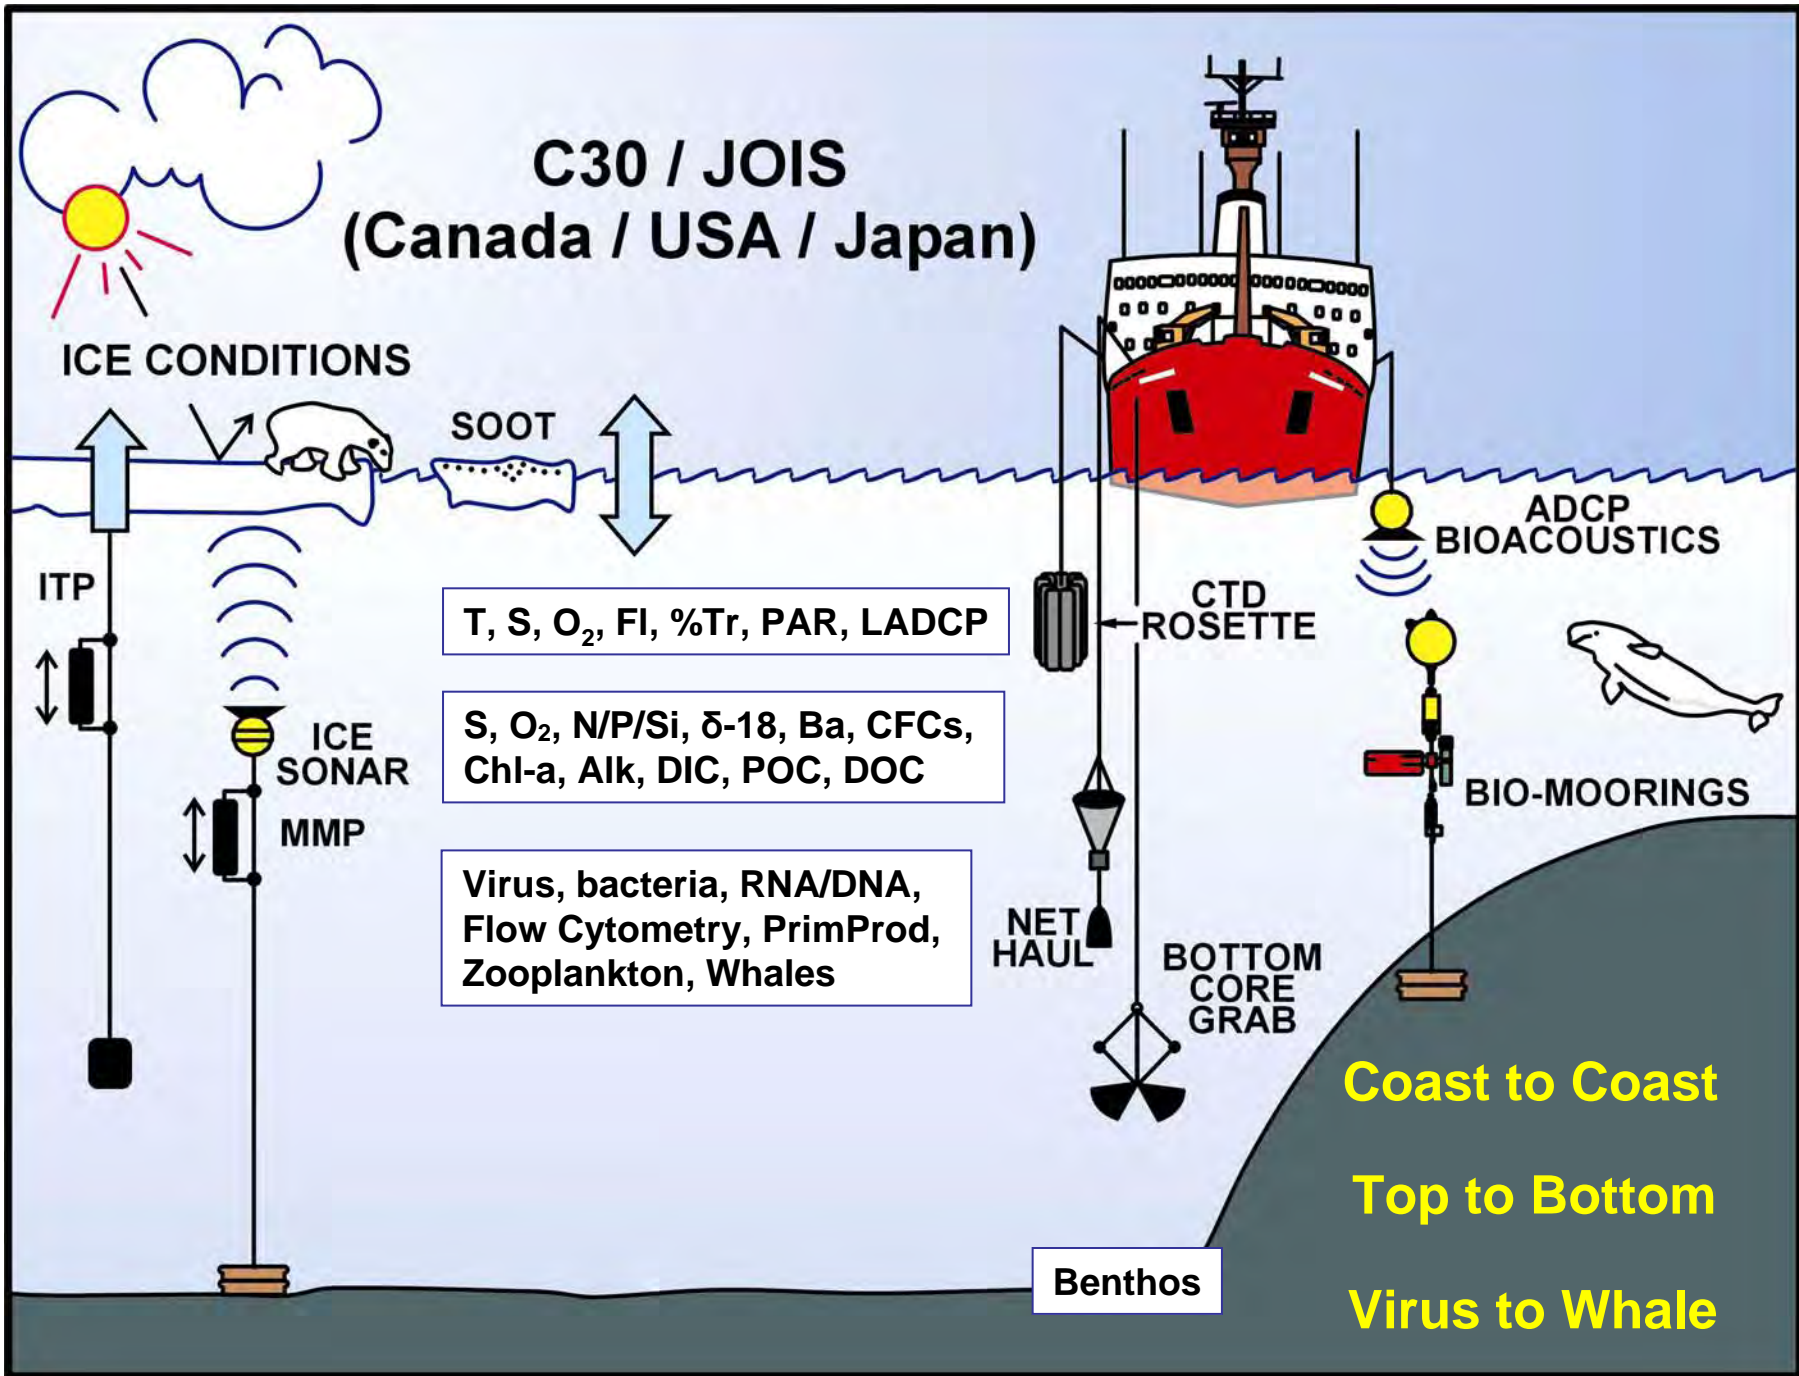 C30 / JOIS
(Canada / USA / Japan)
ICE CONDITIONS
SOOT
ADCP
BIOACOUSTICS
ITP
T, S, O₂, Fl, %Tr, PAR, LADCP
CTD
ROSETTE
ICE
SONAR
S, O₂, N/P/Si, δ-18, Ba, CFCs,
Chl-a, Alk, DIC, POC, DOC
BIO-MOORINGS
MMP
Virus, bacteria, RNA/DNA,
Flow Cytometry, PrimProd,
Zooplankton, Whales
NET
HAUL
BOTTOM
CORE
GRAB
Coast to Coast
Top to Bottom
Benthos
Virus to Whale